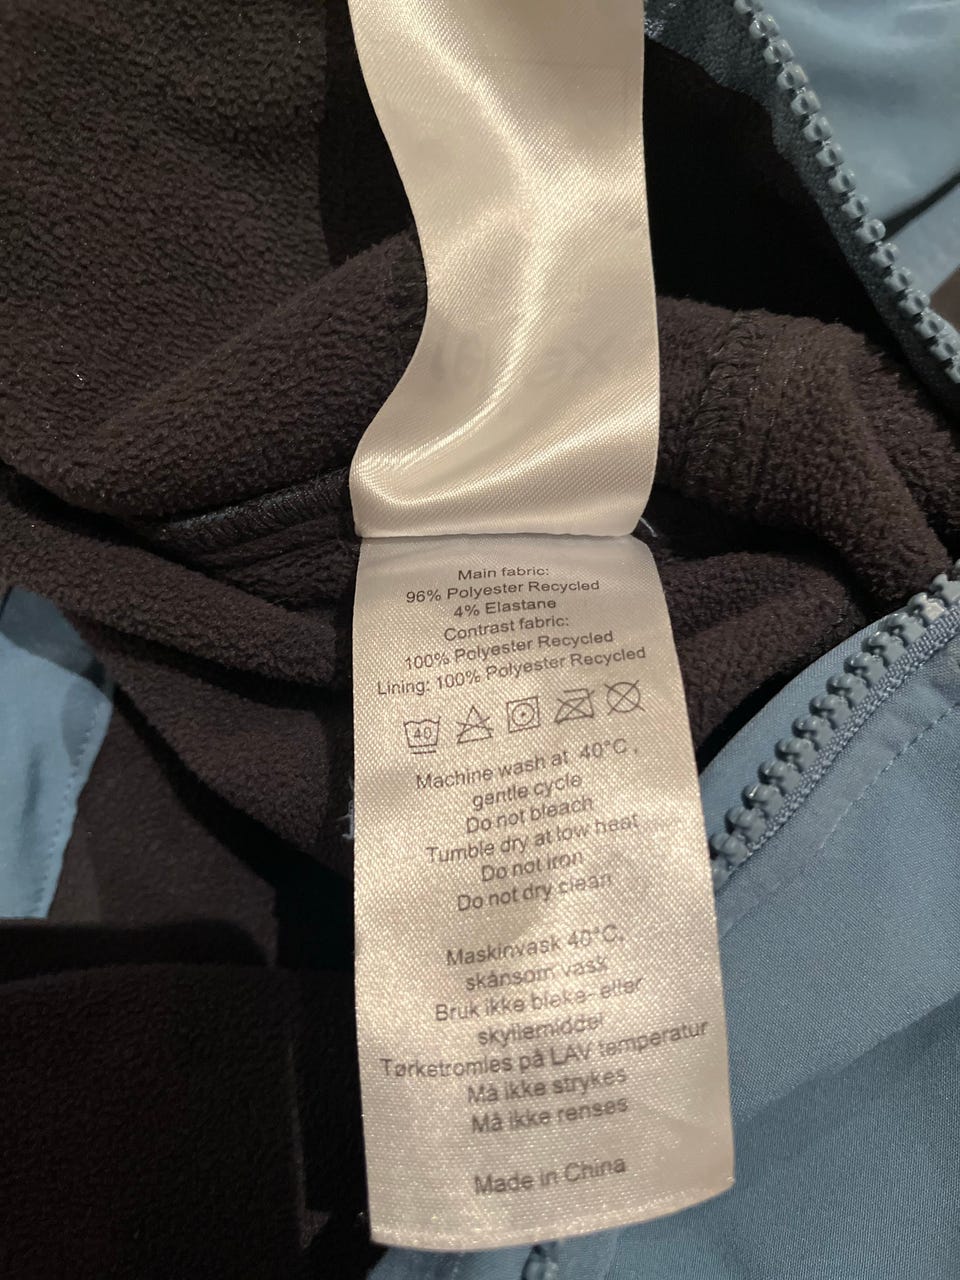 Main fabric:
96% Polyester Recycled
4% Elastane
Contrast fabric:
100% Polyester Recycled
Lining: 100% Polyester Recycled
40
Machine wash at 40°C,
gentle cycle
Do not bleach
Tumble dry at low heat
Do not iron
Do not dry clean
Maskinvask 40°C,
skånsom vask
Bruk ikke bleke- eller
skyllemiddel
Tørketromles på LAV temperatur
Må ikke strykes
Må ikke renses
Made in China